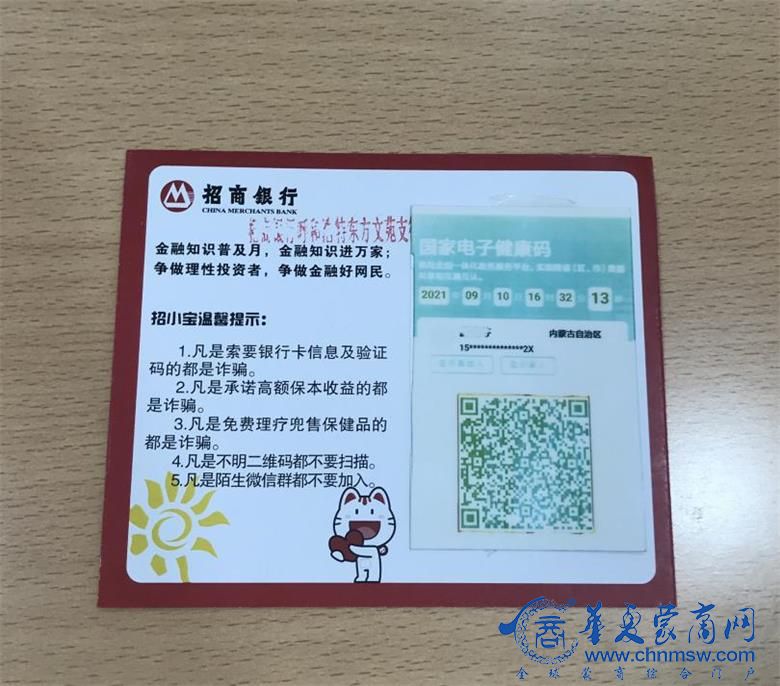 招商银行
CHINA MERCHANTS BANK
东方文苑支
金融知识普及月，金融知识进万家；
争做理性投资者，争做金融好网民。
招小宝温馨提示：
1.凡是索要银行卡信息及验证
码的都是诈骗。
2.凡是承诺高额保本收益的都
是诈骗。
3.凡是免费理疗兜售保健品的
都是诈骗。
4.凡是不明二维码都不要扫描。
5.凡是陌生微信群都不要加入。
国家电子健康码
2021 09 10 16 32 13
内蒙古自治区
15**************2X
华夏蒙商网
www.chnmsw.com
全球蒙商综合门户